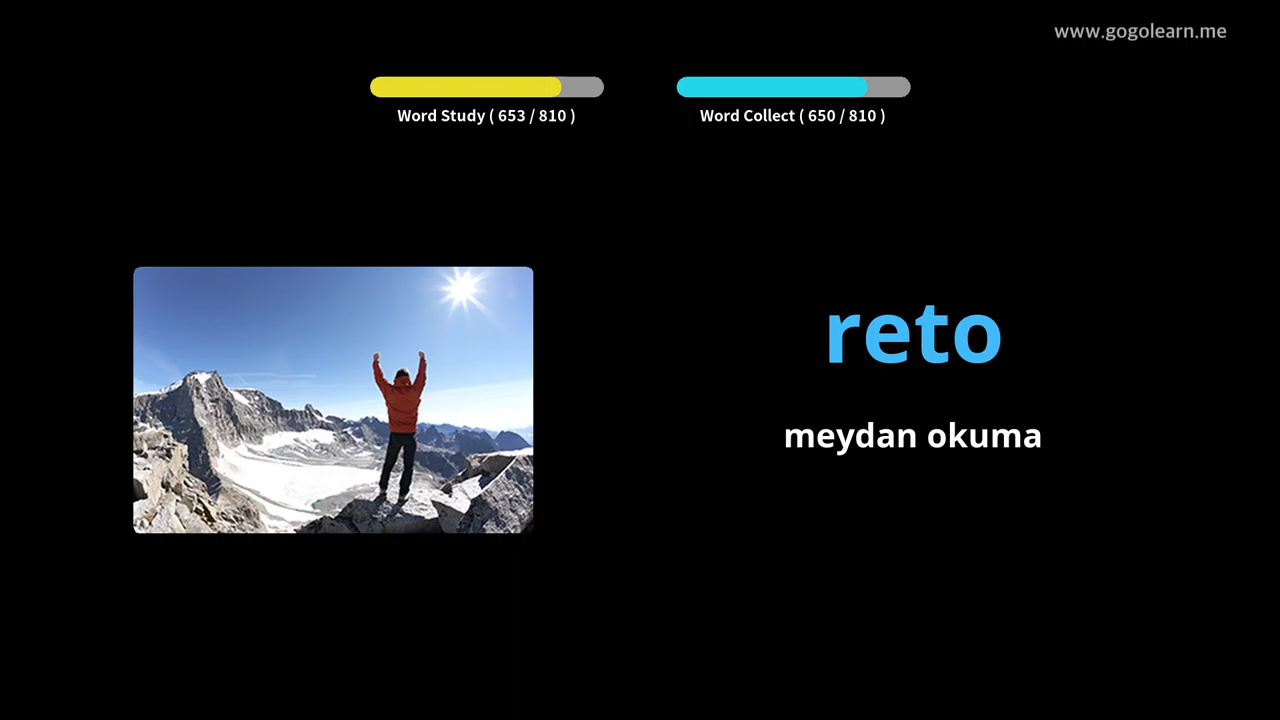 www.gogolearn.me
Word Study ( 653 / 810 )
Word Collect ( 650 / 810 )
reto
meydan okuma